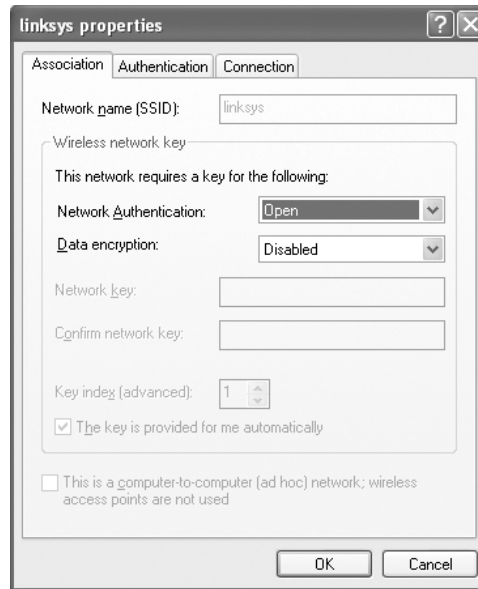 linksys properties
Association Authentication Connection
Network name (SSID): linksys
Wireless network key
This network requires a key for the following:
Network Authentication: Open
Data encryption: Disabled
Network key:
Confirm network key:
Key index (advanced): 1
The key is provided for me automatically
This is a computer-to-computer (ad hoc) network; wireless
access points are not used
OK Cancel